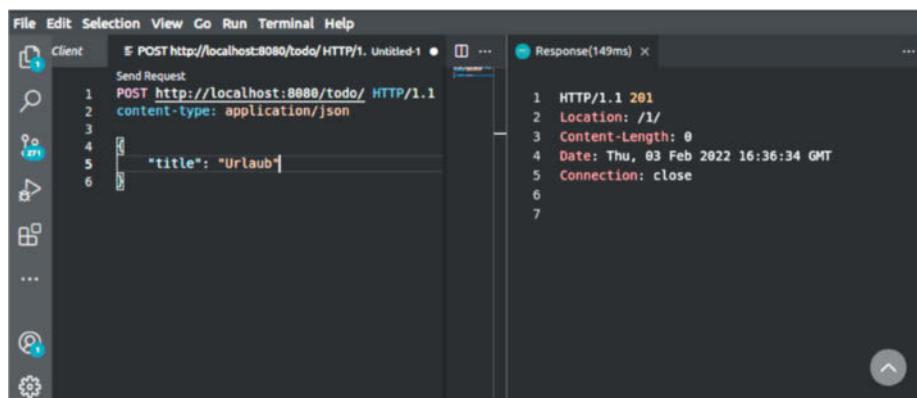 File Edit Selection View Go Run Terminal Help
Client
POST http://localhost:8080/todo/ HTTP/1. Untitled-1
Response(149ms)
Send Request
1 POST http://localhost:8080/todo/ HTTP/1.1
2 content-type: application/json
3
4 {
5 "title": "Urlaub"
6 }
1 HTTP/1.1 201
2 Location: /1/
3 Content-Length: 0
4 Date: Thu, 03 Feb 2022 16:36:34 GMT
5 Connection: close
6
7
1
271
1